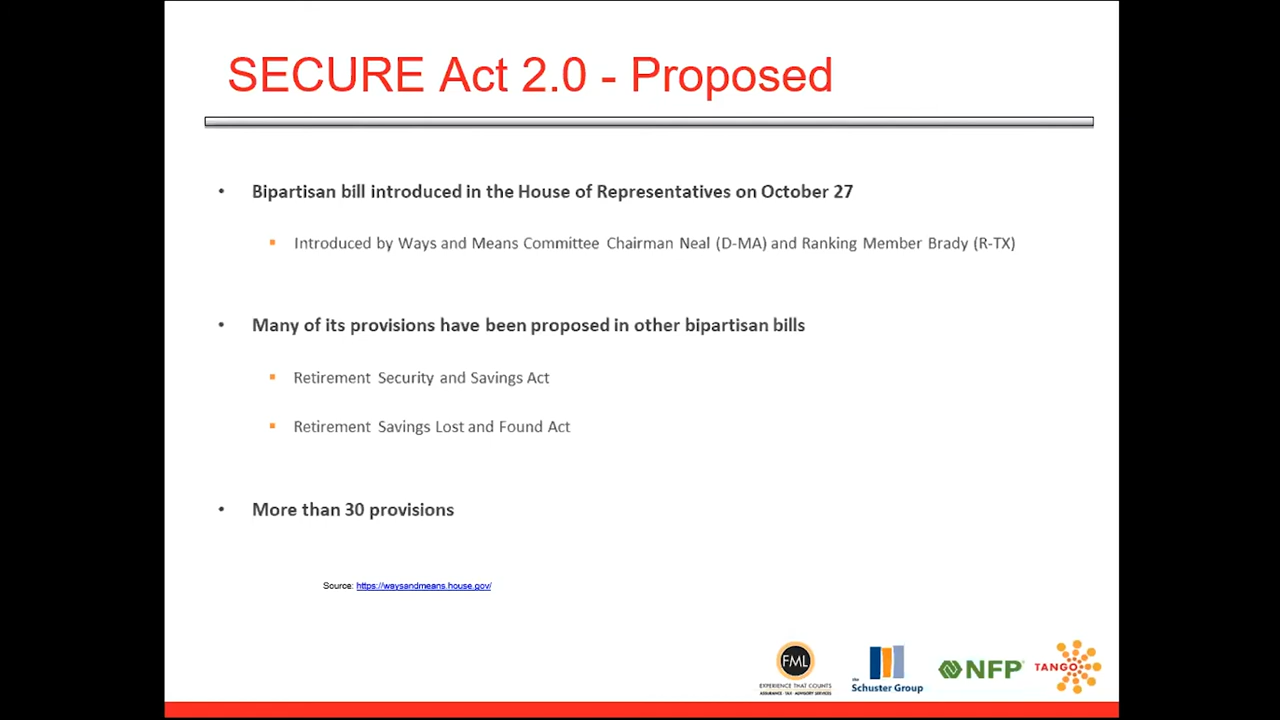 SECURE Act 2.0 - Proposed
• Bipartisan bill introduced in the House of Representatives on October 27
▪ Introduced by Ways and Means Committee Chairman Neal (D-MA) and Ranking Member Brady (R-TX)
• Many of its provisions have been proposed in other bipartisan bills
▪ Retirement Security and Savings Act
▪ Retirement Savings Lost and Found Act
• More than 30 provisions
Source: https://waysandmeans.house.gov/
FML
EXPERIENCE THAT COUNTS
ASSURANCE · TAX · ADVISORY SERVICES
the
Schuster Group
NFP
TANGO